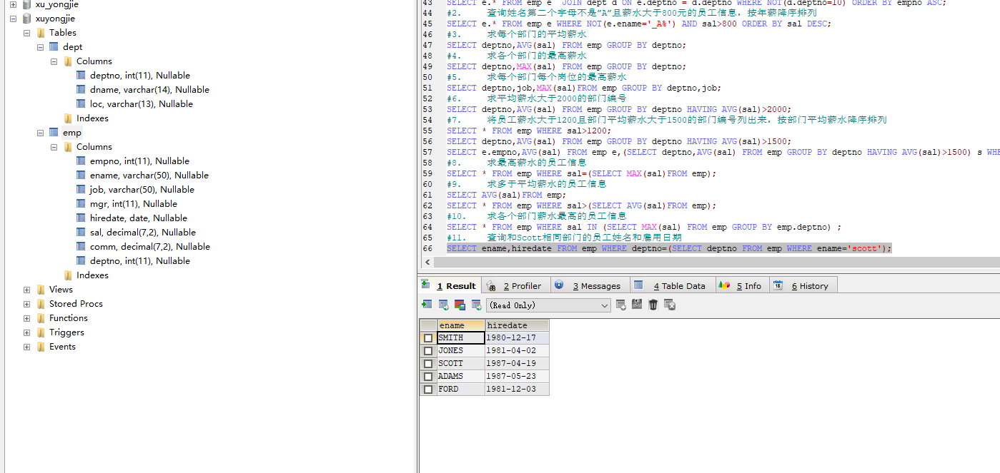 xu_yongjie
xuyongjie
Tables
dept
Columns
deptno, int(11), Nullable
dname, varchar(14), Nullable
loc, varchar(13), Nullable
Indexes
emp
Columns
empno, int(11), Nullable
ename, varchar(50), Nullable
job, varchar(50), Nullable
mgr, int(11), Nullable
hiredate, date, Nullable
sal, decimal(7,2), Nullable
comm, decimal(7,2), Nullable
deptno, int(11), Nullable
Indexes
Views
Stored Procs
Functions
Triggers
Events
43 SELECT e.* FROM emp e JOIN dept d ON e.deptno = d.deptno WHERE NOT(d.deptno=10) ORDER BY empno ASC;
44 #2. 查询姓名第二个字母不是”A”且薪水大于800元的员工信息，按年薪降序排列
45 SELECT e.* FROM emp e WHERE NOT(e.ename='_A%') AND sal>800 ORDER BY sal DESC;
46 #3. 求每个部门的平均薪水
47 SELECT deptno,AVG(sal) FROM emp GROUP BY deptno;
48 #4. 求各个部门的最高薪水
49 SELECT deptno,MAX(sal) FROM emp GROUP BY deptno;
50 #5. 求每个部门每个岗位的最高薪水
51 SELECT deptno,job,MAX(sal)FROM emp GROUP BY deptno,job;
52 #6. 求平均薪水大于2000的部门编号
53 SELECT deptno,AVG(sal) FROM emp GROUP BY deptno HAVING AVG(sal)>2000;
54 #7. 将员工薪水大于1200且部门平均薪水大于1500的部门编号列出来，按部门平均薪水降序排列
55 SELECT * FROM emp WHERE sal>1200;
56 SELECT deptno,AVG(sal) FROM emp GROUP BY deptno HAVING AVG(sal)>1500;
57 SELECT e.empno,AVG(sal) FROM emp e,(SELECT deptno,AVG(sal) FROM emp GROUP BY deptno HAVING AVG(sal)>1500) s WHE
58 #8. 求最高薪水的员工信息
59 SELECT * FROM emp WHERE sal=(SELECT MAX(sal)FROM emp);
60 #9. 求多于平均薪水的员工信息
61 SELECT AVG(sal)FROM emp;
62 SELECT * FROM emp WHERE sal>(SELECT AVG(sal)FROM emp);
63 #10. 求各个部门薪水最高的员工信息
64 SELECT * FROM emp WHERE sal IN (SELECT MAX(sal) FROM emp GROUP BY emp.deptno) ;
65 #11. 查询和Scott相同部门的员工姓名和雇用日期
66 SELECT ename,hiredate FROM emp WHERE deptno=(SELECT deptno FROM emp WHERE ename='scott');
1 Result 2 Profiler 3 Messages 4 Table Data 5 Info 18 6 History
(Read Only)
ename hiredate
SMITH 1980-12-17
JONES 1981-04-02
SCOTT 1987-04-19
ADAMS 1987-05-23
FORD 1981-12-03